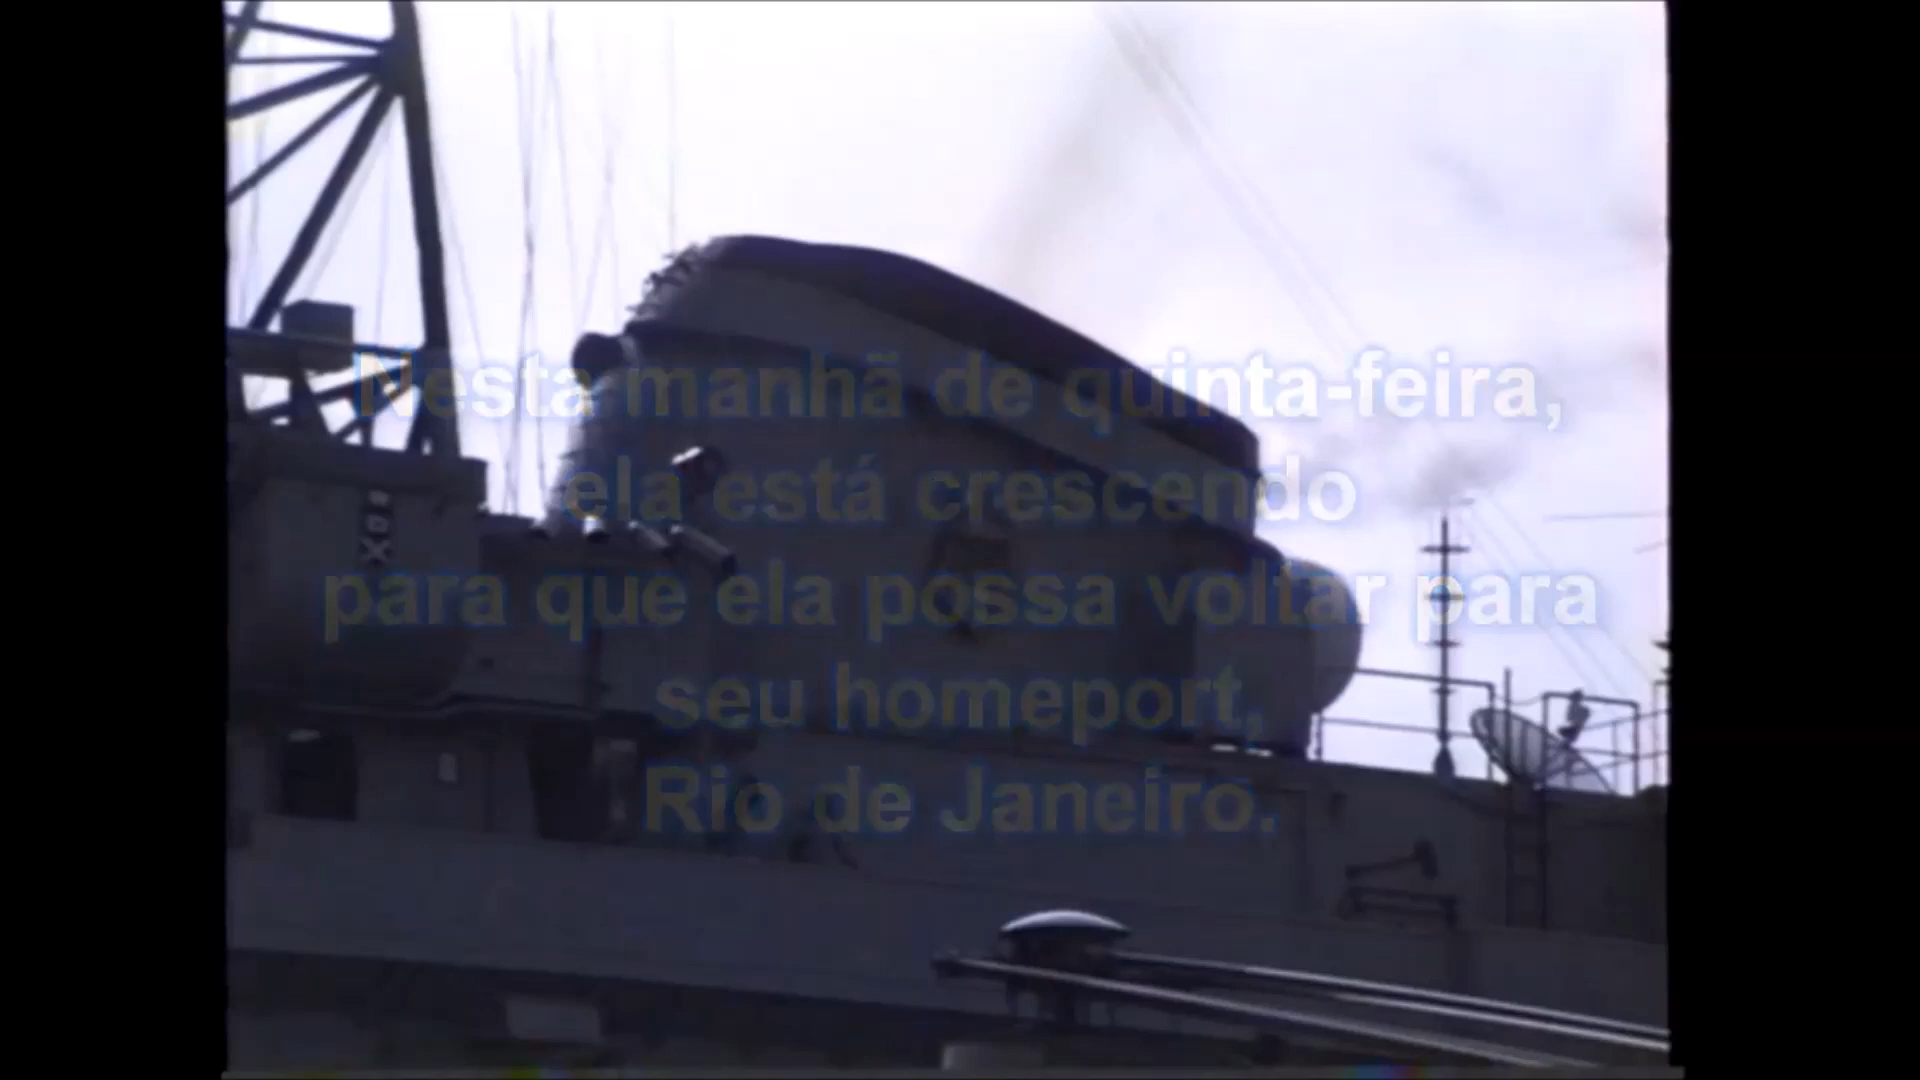 Nesta manhã de quinta-feira,
ela está crescendo
para que ela possa voltar para
seu homeport,
Rio de Janeiro.